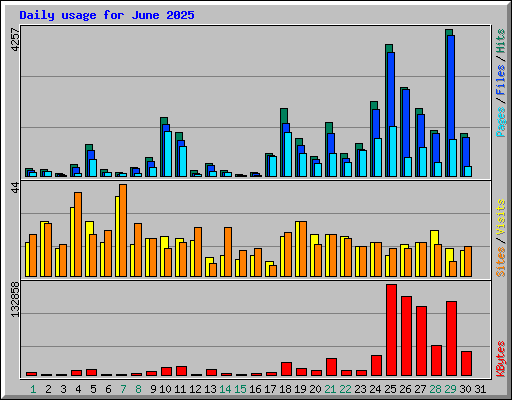 Daily usage for June 2025
4257
Pages / Files / Hits
44
Sites / Visits
132858
KBytes
1 2 3 4 5 6 7 8 9 10 11 12 13 14 15 16 17 18 19 20 21 22 23 24 25 26 27 28 29 30 31